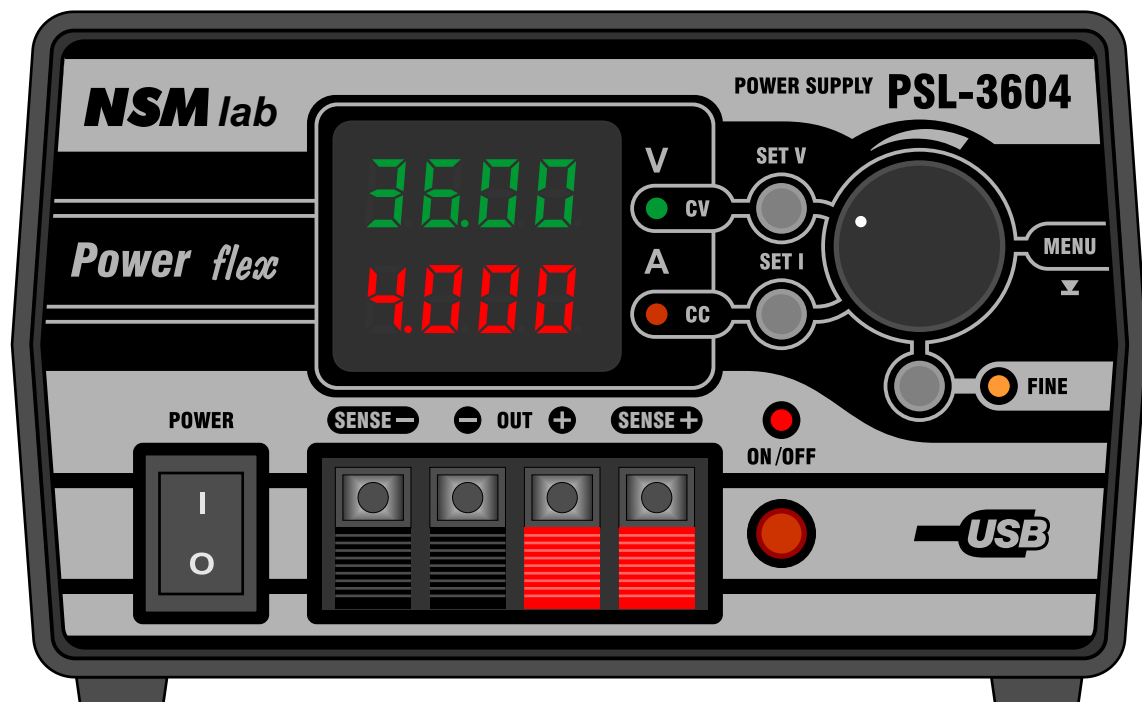 NSM lab
POWER SUPPLY PSL-3604
36.00
V
SET V
CV
Power flex
4.000
A
SET I
MENU
CC
FINE
POWER
SENSE−
− OUT +
SENSE+
ON/OFF
I
O
USB